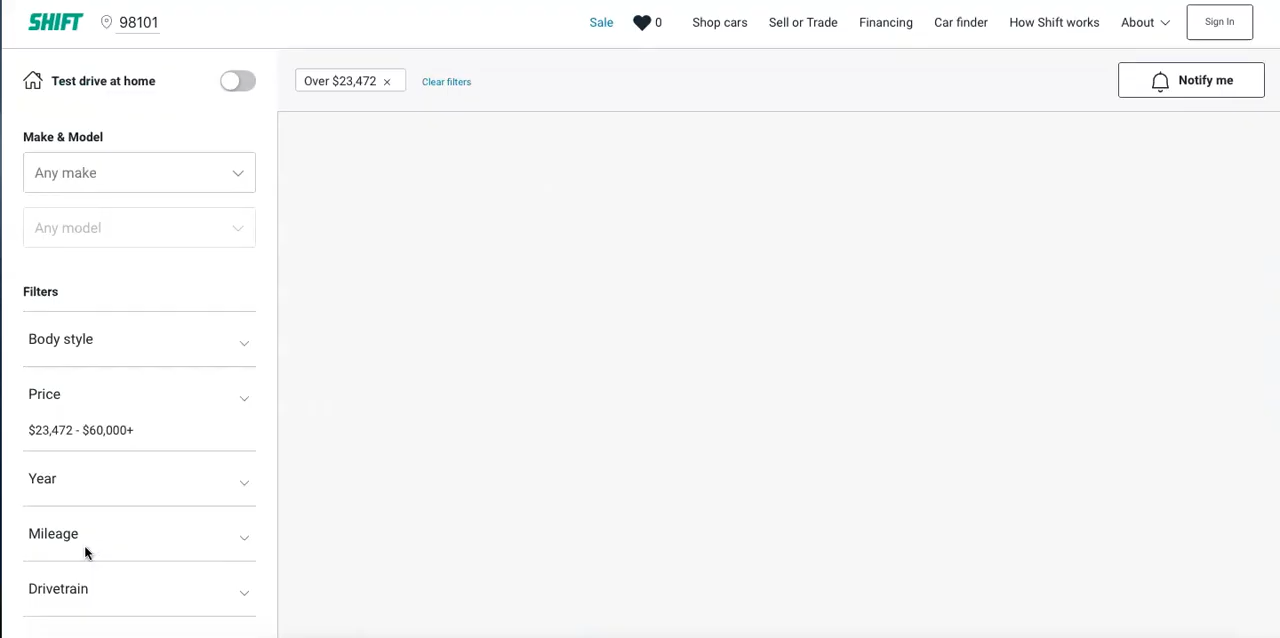 SHIFT 98101 Sale 0 Shop cars Sell or Trade Financing Car finder How Shift works About Sign In
Test drive at home
Over $23,472 × Clear filters Notify me
Make & Model
Any make
Any model
Filters
Body style
Price
$23,472 - $60,000+
Year
Mileage
Drivetrain